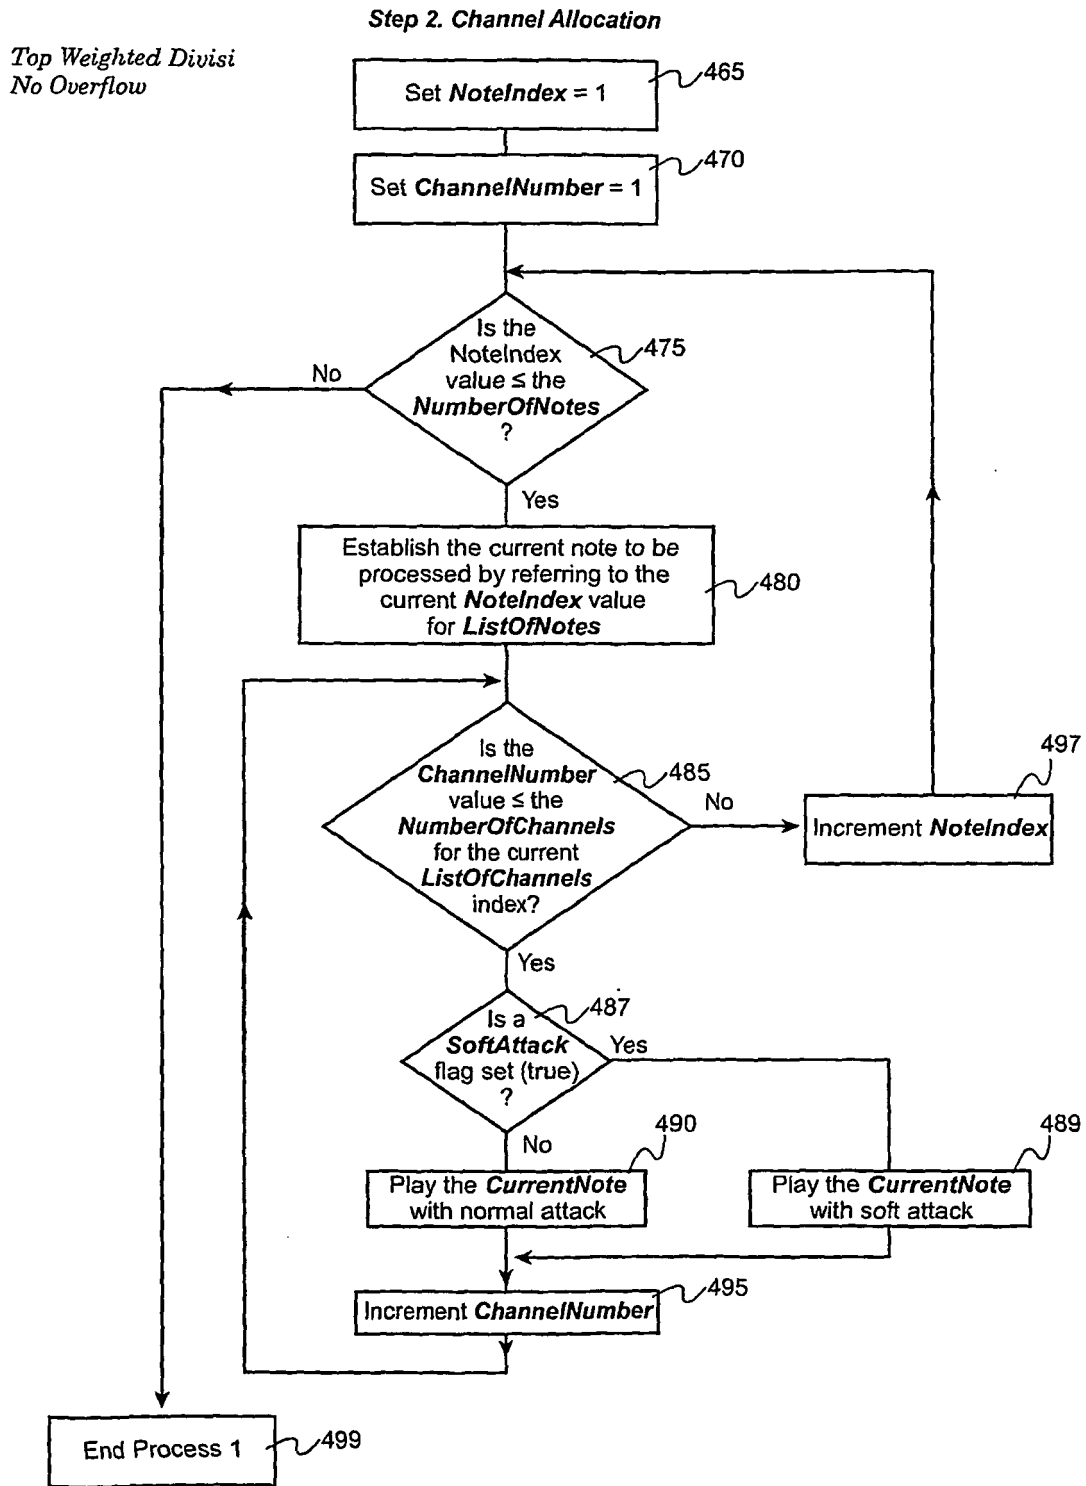 Step 2. Channel Allocation
Top Weighted Divisi
No Overflow
Set NoteIndex = 1
465
Set ChannelNumber = 1
470
Is the
NoteIndex
value ≤ the
NumberOfNotes
?
475
No
Yes
Establish the current note to be
processed by referring to the
current NoteIndex value
for ListOfNotes
480
Is the
ChannelNumber
value ≤ the
NumberOfChannels
for the current
ListOfChannels
index?
485
No
Increment NoteIndex
497
Yes
Is a
SoftAttack
flag set (true)
?
487
Yes
No
Play the CurrentNote
with normal attack
490
Play the CurrentNote
with soft attack
489
Increment ChannelNumber
495
End Process 1
499